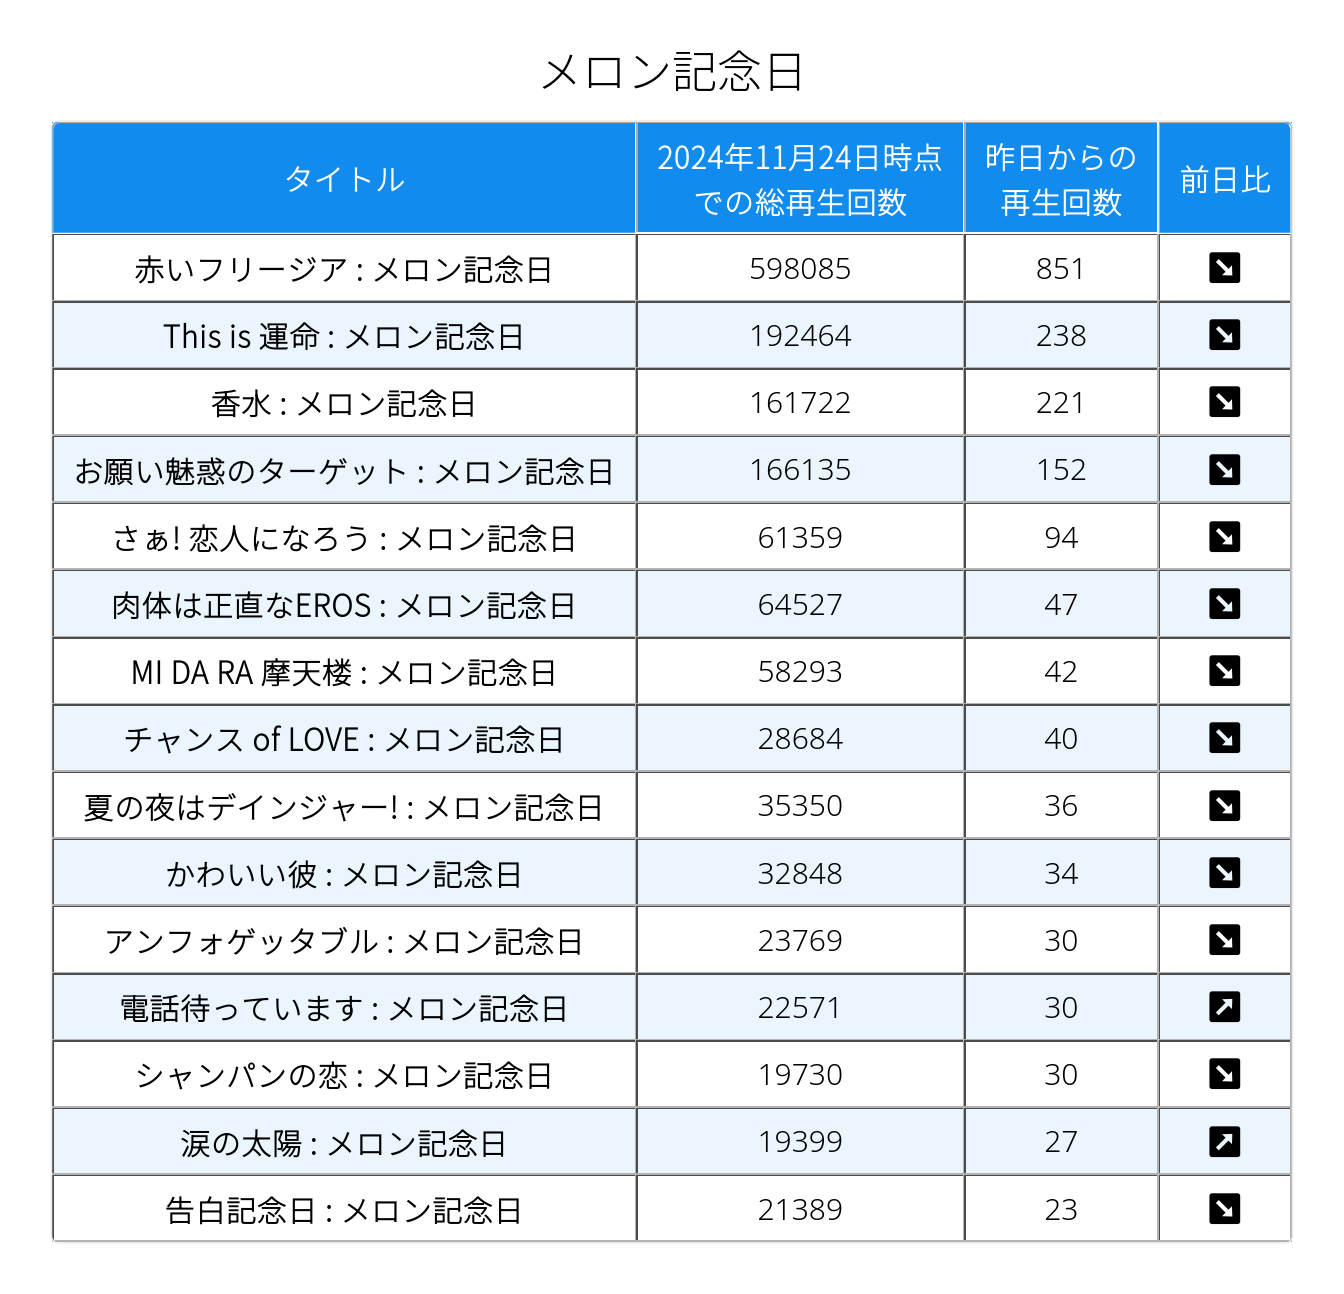 メロン記念日
タイトル 2024年11月24日時点での総再生回数 昨日からの再生回数 前日比
赤いフリージア : メロン記念日 598085 851 ↘
This is 運命 : メロン記念日 192464 238 ↘
香水 : メロン記念日 161722 221 ↘
お願い魅惑のターゲット : メロン記念日 166135 152 ↘
さぁ! 恋人になろう : メロン記念日 61359 94 ↘
肉体は正直なEROS : メロン記念日 64527 47 ↘
MI DA RA 摩天楼 : メロン記念日 58293 42 ↘
チャンス of LOVE : メロン記念日 28684 40 ↘
夏の夜はデインジャー! : メロン記念日 35350 36 ↘
かわいい彼 : メロン記念日 32848 34 ↘
アンフォゲッタブル : メロン記念日 23769 30 ↘
電話待っています : メロン記念日 22571 30 ↗
シャンパンの恋 : メロン記念日 19730 30 ↘
涙の太陽 : メロン記念日 19399 27 ↗
告白記念日 : メロン記念日 21389 23 ↘